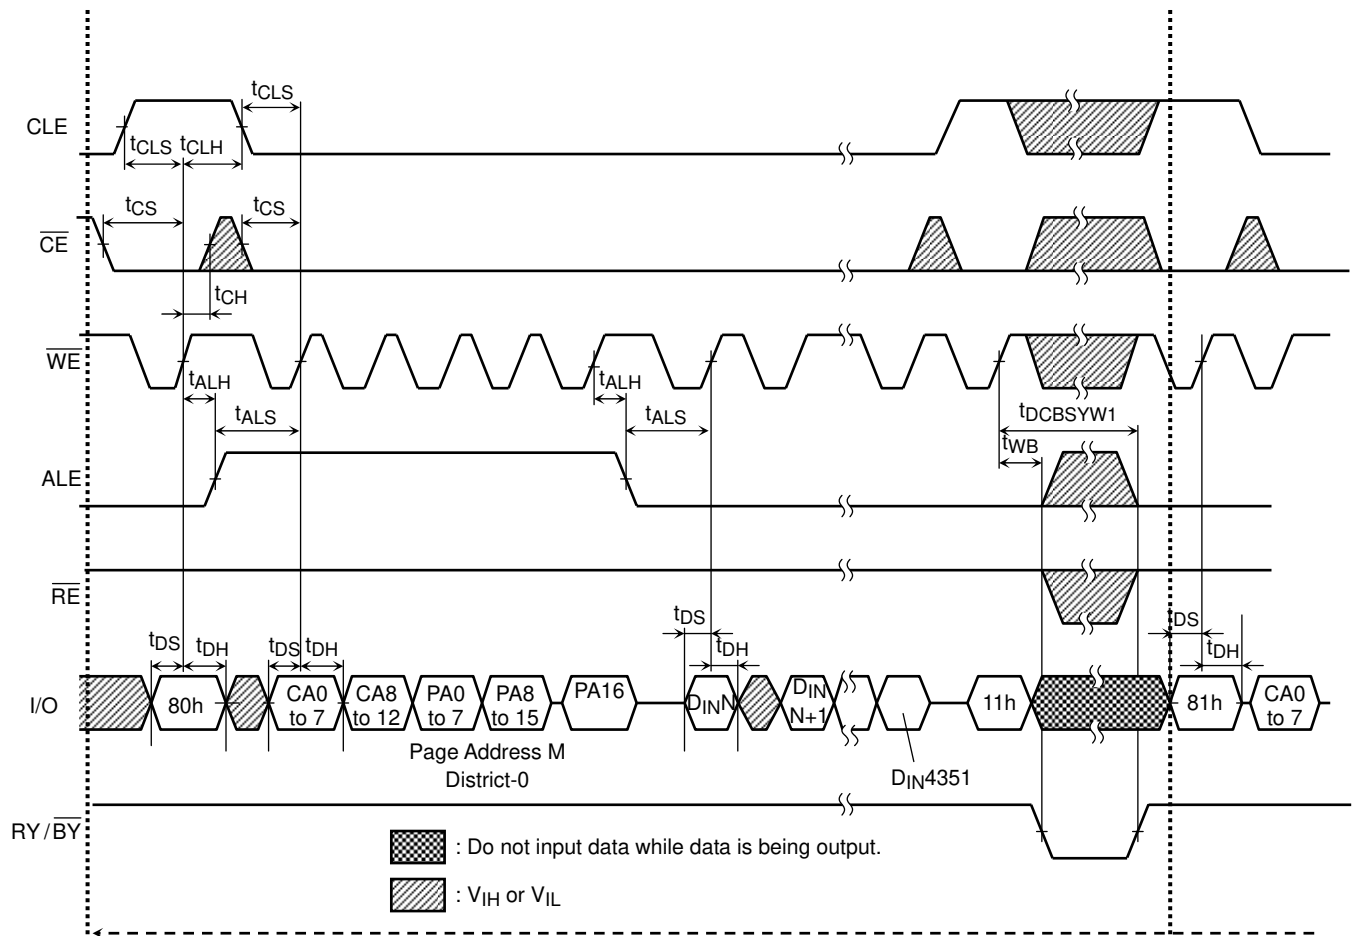 tCLS
CLE
tCLS tCLH
tCS tCS
CE
tCH
WE
tALH tALH
tALS tALS
tDCBSYW1
tWB
ALE
RE
tDS tDH tDS tDH tDS tDH tDS tDH
I/O
80h
CA0 to 7
CA8 to 12
PA0 to 7
PA8 to 15
PA16
DINN
DIN N+1
11h
81h
CA0 to 7
Page Address M
District-0
DIN4351
RY/BY
: Do not input data while data is being output.
: VIH or VIL